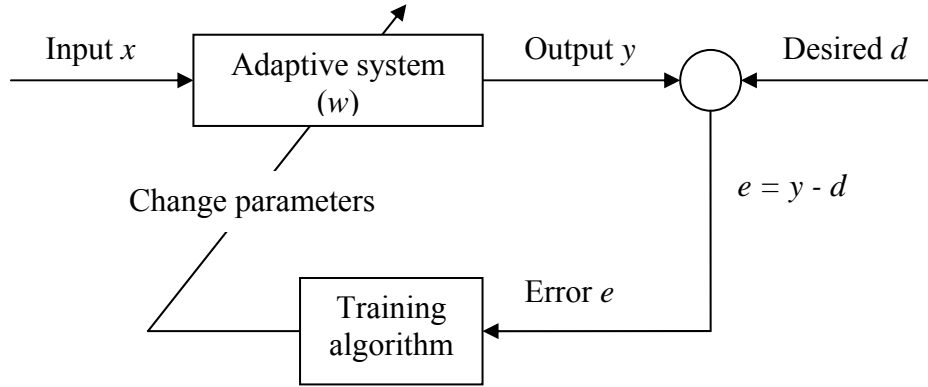 Input x
Adaptive system
(w)
Output y
Desired d
Change parameters
e = y - d
Training
algorithm
Error e